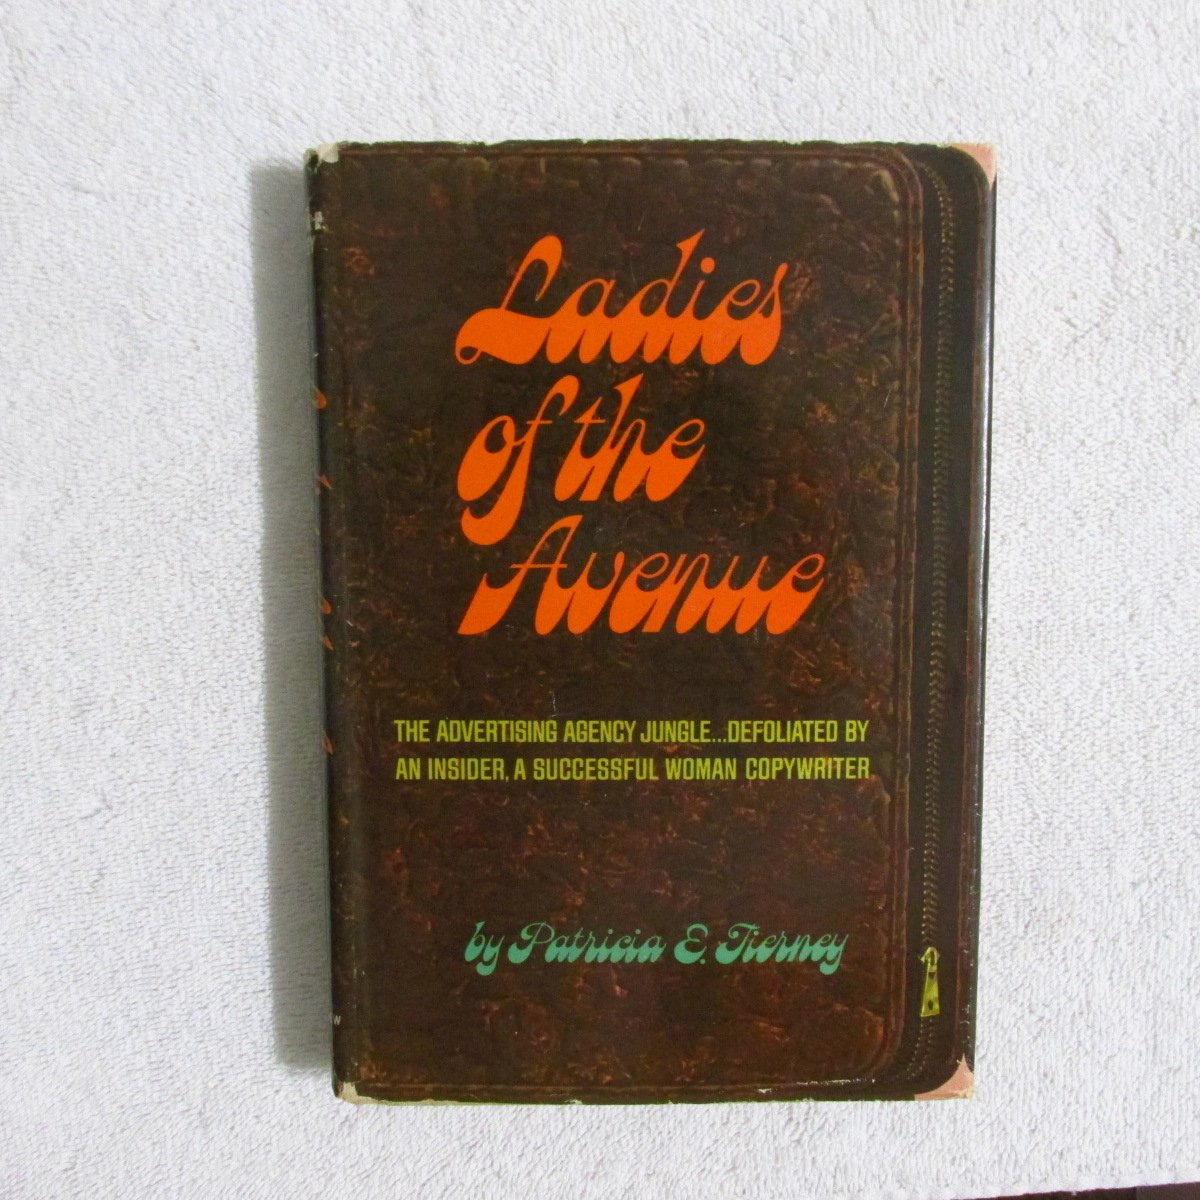 Ladies
of the
Avenue
THE ADVERTISING AGENCY JUNGLE...DEFOLIATED BY
AN INSIDER, A SUCCESSFUL WOMAN COPYWRITER
by Patricia E. Tierney